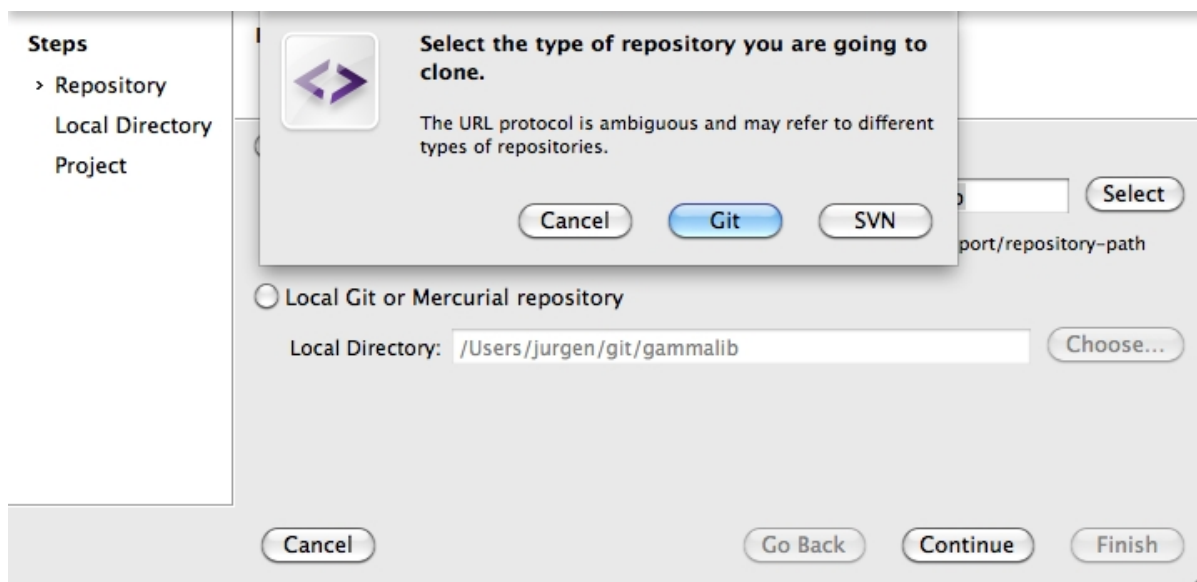 Steps
> Repository
Local Directory
Project
Select the type of repository you are going to
clone.
The URL protocol is ambiguous and may refer to different
types of repositories.
Cancel
Git
SVN
Select
port/repository-path
Local Git or Mercurial repository
Local Directory: /Users/jurgen/git/gammalib
Choose...
Cancel
Go Back
Continue
Finish